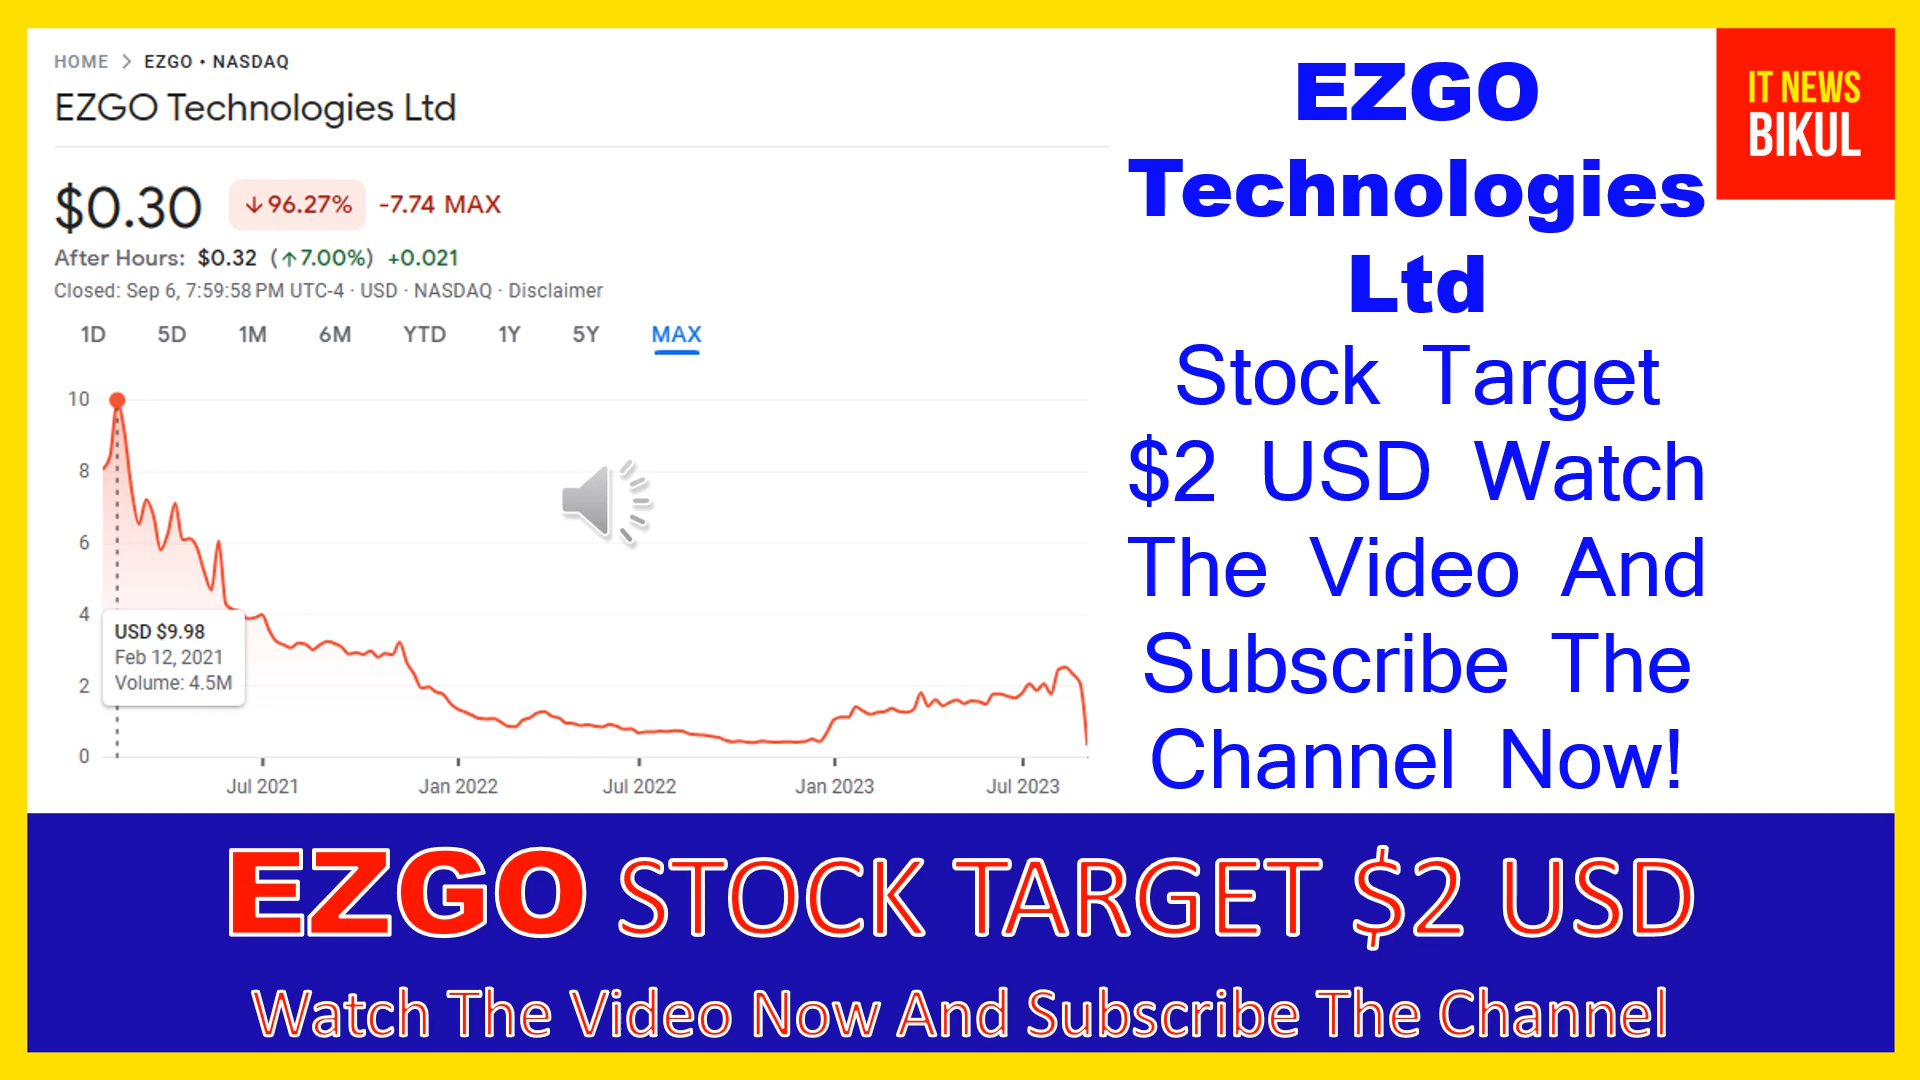 HOME > EZGO • NASDAQ
EZGO Technologies Ltd
$0.30 ↓96.27% -7.74 MAX
After Hours: $0.32 (↑7.00%) +0.021
Closed: Sep 6, 7:59:58 PM UTC-4 · USD · NASDAQ · Disclaimer
1D 5D 1M 6M YTD 1Y 5Y MAX
10
8
6
4
2
0
USD $9.98
Feb 12, 2021
Volume: 4.5M
Jul 2021 Jan 2022 Jul 2022 Jan 2023 Jul 2023
EZGO
Technologies
Ltd
Stock Target
$2 USD Watch
The Video And
Subscribe The
Channel Now!
IT NEWS
BIKUL
EZGO STOCK TARGET $2 USD
Watch The Video Now And Subscribe The Channel